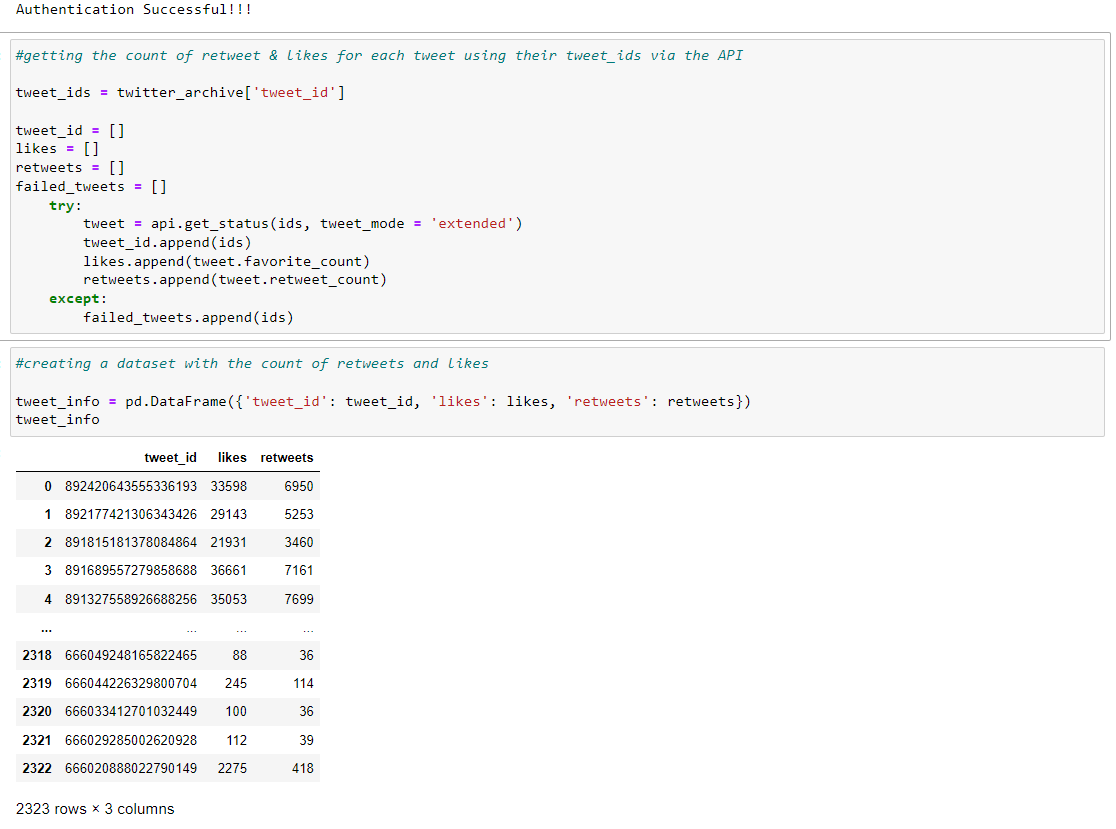 Authentication Successful!!!
#getting the count of retweet & likes for each tweet using their tweet_ids via the API
tweet_ids = twitter_archive['tweet_id']
tweet_id = []
likes = []
retweets = []
failed_tweets = []
    try:
        tweet = api.get_status(ids, tweet_mode = 'extended')
        tweet_id.append(ids)
        likes.append(tweet.favorite_count)
        retweets.append(tweet.retweet_count)
    except:
        failed_tweets.append(ids)
#creating a dataset with the count of retweets and likes
tweet_info = pd.DataFrame({'tweet_id': tweet_id, 'likes': likes, 'retweets': retweets})
tweet_info
tweet_id likes retweets
0 892420643555336193 33598 6950
1 892177421306343426 29143 5253
2 891815181378084864 21931 3460
3 891689557279858688 36661 7161
4 891327558926688256 35053 7699
... ... ... ...
2318 666049248165822465 88 36
2319 666044226329800704 245 114
2320 666033412701032449 100 36
2321 666029285002620928 112 39
2322 666020888022790149 2275 418
2323 rows × 3 columns